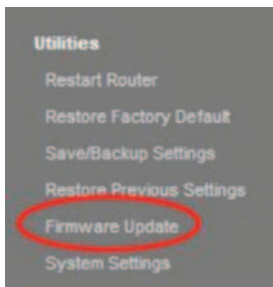 Utilities
Restart Router
Restore Factory Default
Save/Backup Settings
Restore Previous Settings
Firmware Update
System Settings